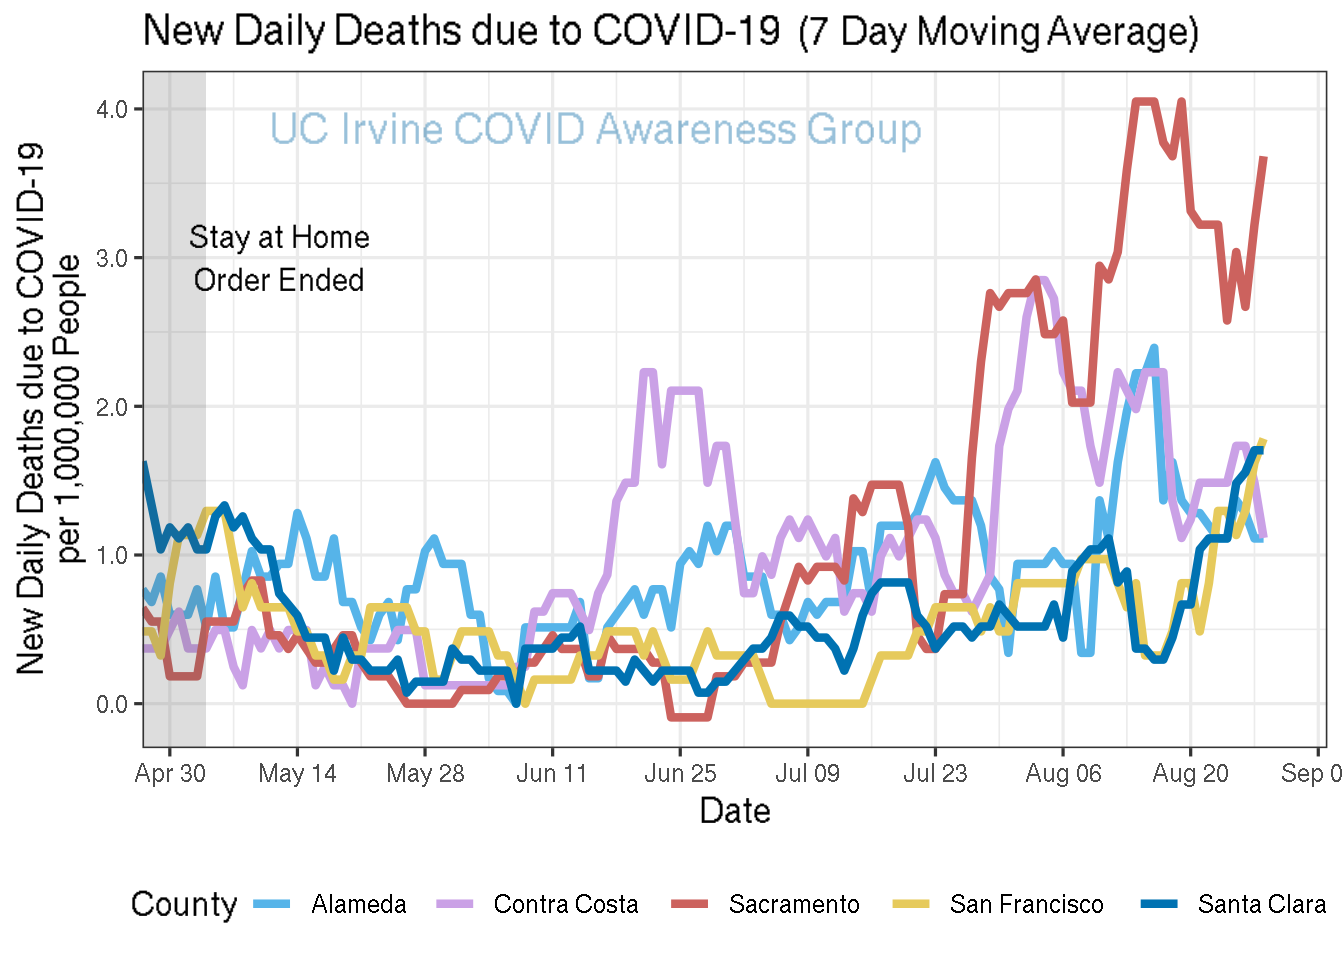 New Daily Deaths due to COVID-19 (7 Day Moving Average)
UC Irvine COVID Awareness Group
Stay at Home
Order Ended
New Daily Deaths due to COVID-19
per 1,000,000 People
4.0
3.0
2.0
1.0
0.0
Apr 30 May 14 May 28 Jun 11 Jun 25 Jul 09 Jul 23 Aug 06 Aug 20 Sep 0
Date
County Alameda Contra Costa Sacramento San Francisco Santa Clara